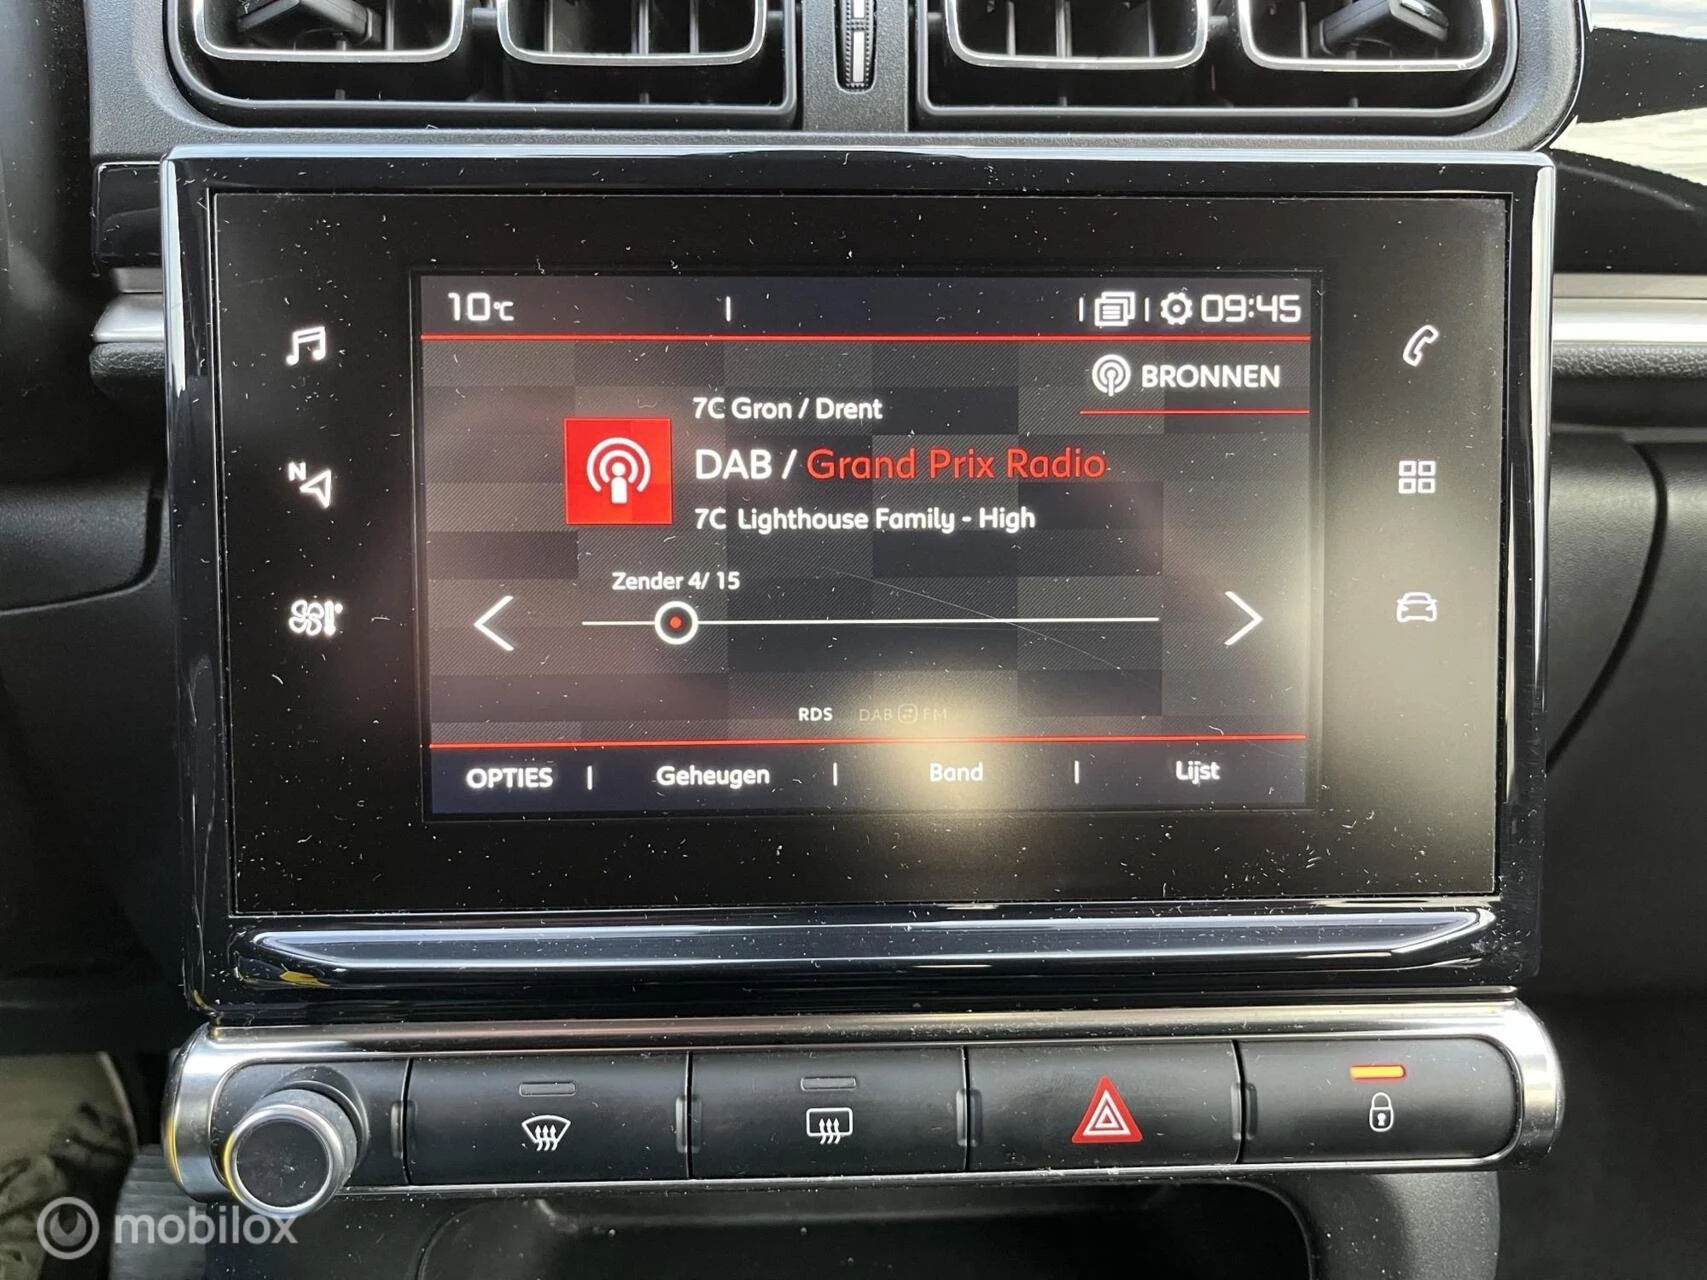 10°C | | | 09:45
BRONNEN
7C Gron / Drent
DAB / Grand Prix Radio
7C Lighthouse Family - High
N
Zender 4/ 15
RDS DAB FM
OPTIES | Geheugen | Band | Lijst
mobilox